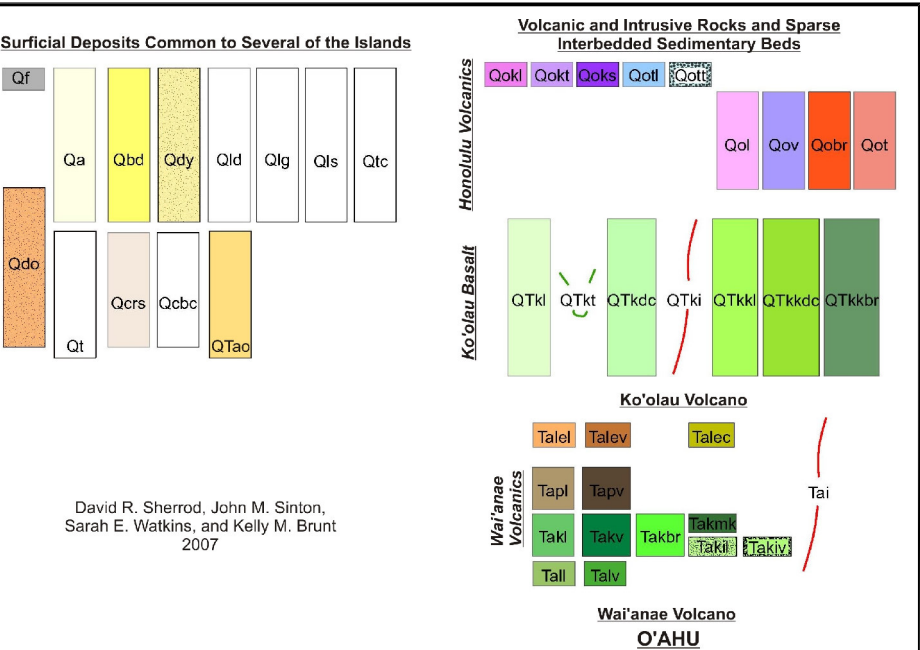 Surficial Deposits Common to Several of the Islands
Qf
Qa
Qbd
Qdy
Qld
Qlg
Qls
Qtc
Qdo
Qt
Qcrs
Qcbc
QTao
David R. Sherrod, John M. Sinton,
Sarah E. Watkins, and Kelly M. Brunt
2007
Volcanic and Intrusive Rocks and Sparse
Interbedded Sedimentary Beds
Honolulu Volcanics
Qokl
Qokt
Qoks
Qotl
Qott
Qol
Qov
Qobr
Qot
Ko'olau Basalt
QTkl
QTkt
QTkdc
QTki
QTkkl
QTkkdc
QTkkbr
Ko'olau Volcano
Wai'anae
Volcanics
Talel
Talev
Talec
Tapl
Tapv
Tai
Takl
Takv
Takbr
Takmk
Takil
Takiv
Tall
Talv
Wai'anae Volcano
O'AHU